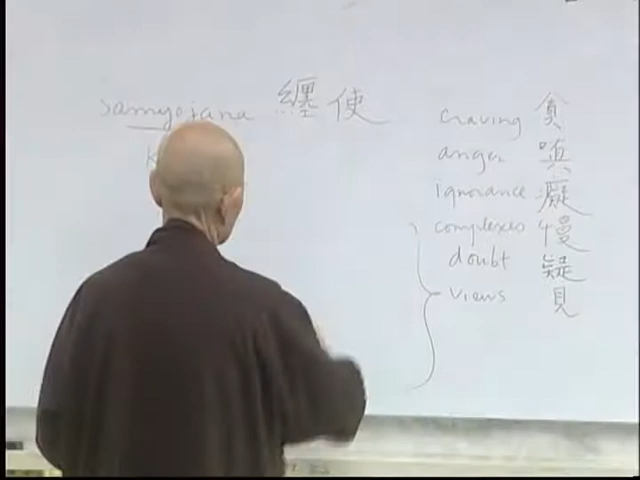 samyojana 纏使
craving 貪
anger 嗔
ignorance 癡
complexes 慢
doubt 疑
views 見